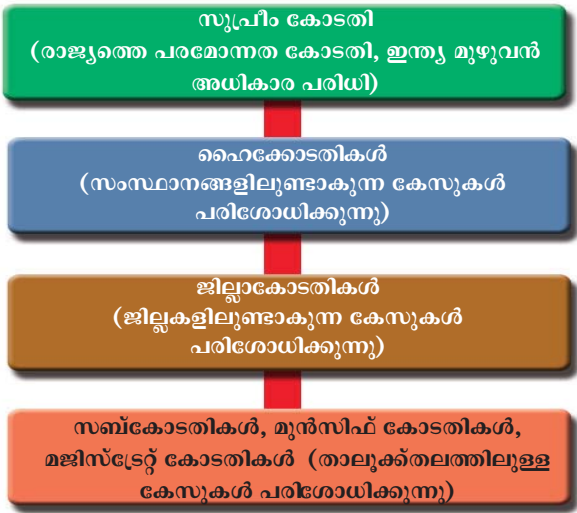 സുപ്രീം കോടതി
(രാജ്യത്തെ പരമോന്നത കോടതി, ഇന്ത്യ മുഴുവൻ
അധികാര പരിധി)
ഹൈക്കോടതികൾ
(സംസ്ഥാനങ്ങളിലുണ്ടാകുന്ന കേസുകൾ
പരിശോധിക്കുന്നു)
ജില്ലാകോടതികൾ
(ജില്ലകളിലുണ്ടാകുന്ന കേസുകൾ
പരിശോധിക്കുന്നു)
സബ്കോടതികൾ, മുൻസിഫ് കോടതികൾ,
മജിസ്ട്രേറ്റ് കോടതികൾ (താലൂക്ക്തലത്തിലുള്ള
കേസുകൾ പരിശോധിക്കുന്നു)